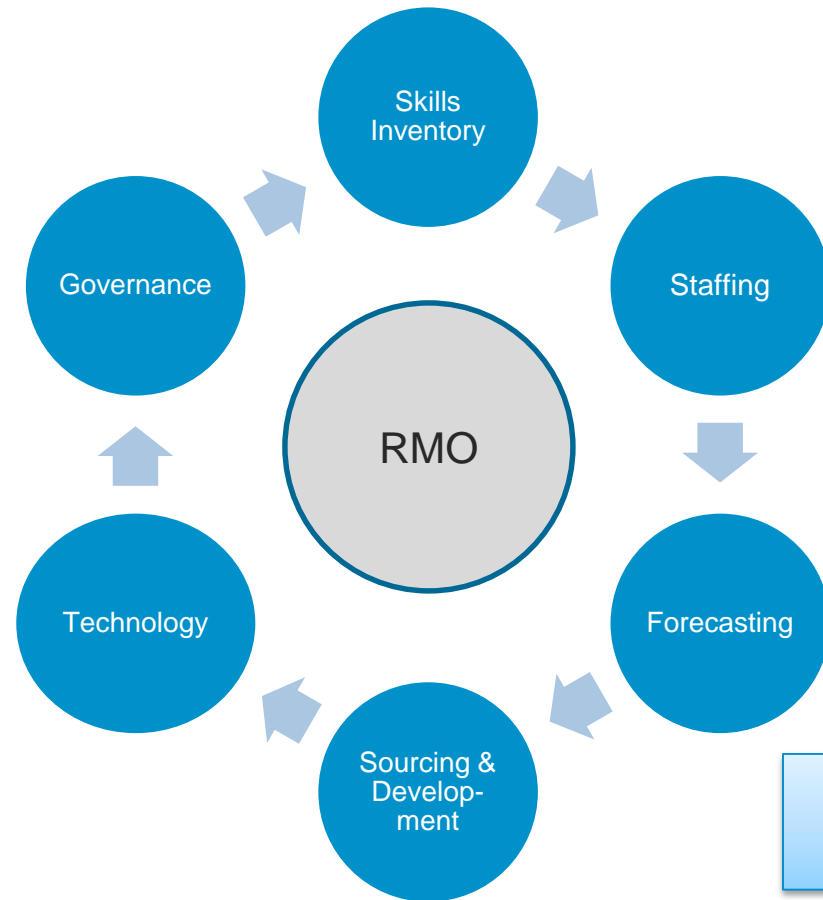 Skills
Inventory
Governance
Staffing
RMO
Technology
Forecasting
Sourcing &
Develop-
ment